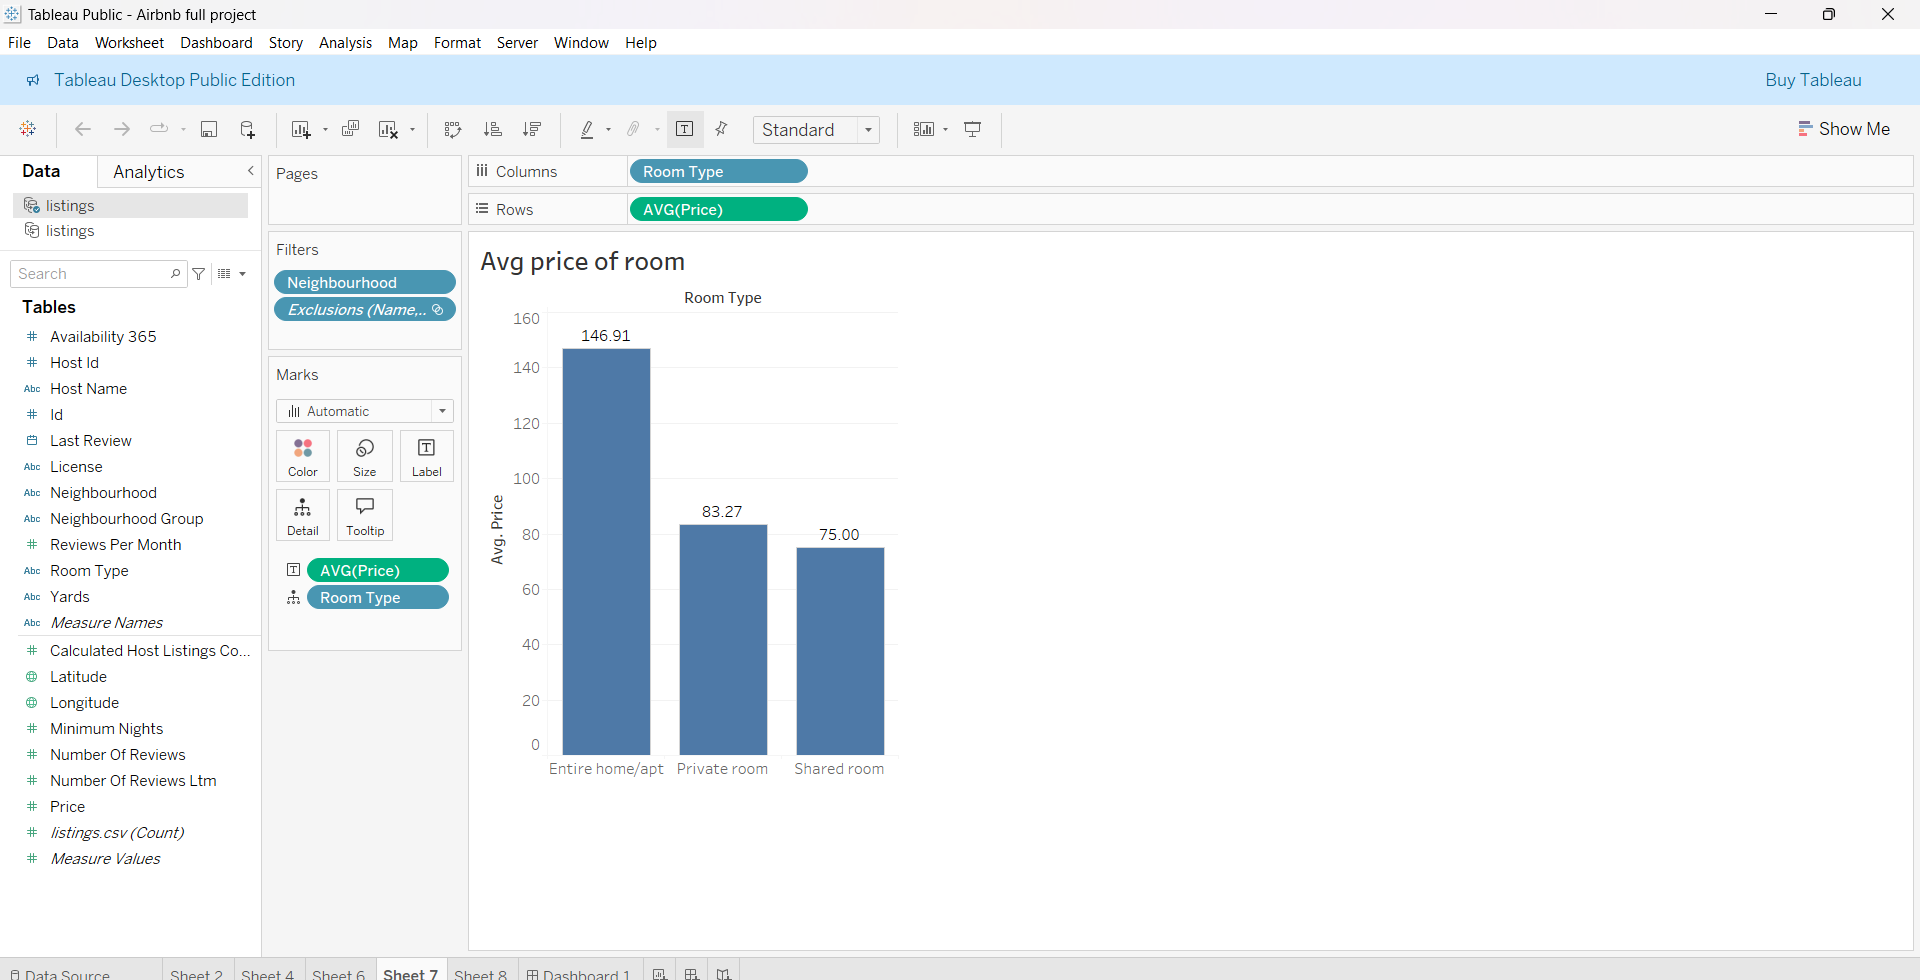 Tableau Public - Airbnb full project
File Data Worksheet Dashboard Story Analysis Map Format Server Window Help
Tableau Desktop Public Edition
Buy Tableau
Standard
Show Me
Data
Analytics
listings
listings
Search
Tables
Availability 365
Host Id
Abc Host Name
Id
Last Review
Abc License
Abc Neighbourhood
Abc Neighbourhood Group
Reviews Per Month
Abc Room Type
Abc Yards
Abc Measure Names
Calculated Host Listings Co...
Latitude
Longitude
Minimum Nights
Number Of Reviews
Number Of Reviews Ltm
Price
listings.csv (Count)
Measure Values
Pages
Filters
Neighbourhood
Exclusions (Name,..
Marks
Automatic
Color
Size
Label
Detail
Tooltip
AVG(Price)
Room Type
Columns
Room Type
Rows
AVG(Price)
Avg price of room
Room Type
Avg. Price
160
140
120
100
80
60
40
20
0
146.91
83.27
75.00
Entire home/apt
Private room
Shared room
Data Source
Sheet 2
Sheet 4
Sheet 6
Sheet 7
Sheet 8
Dashboard 1